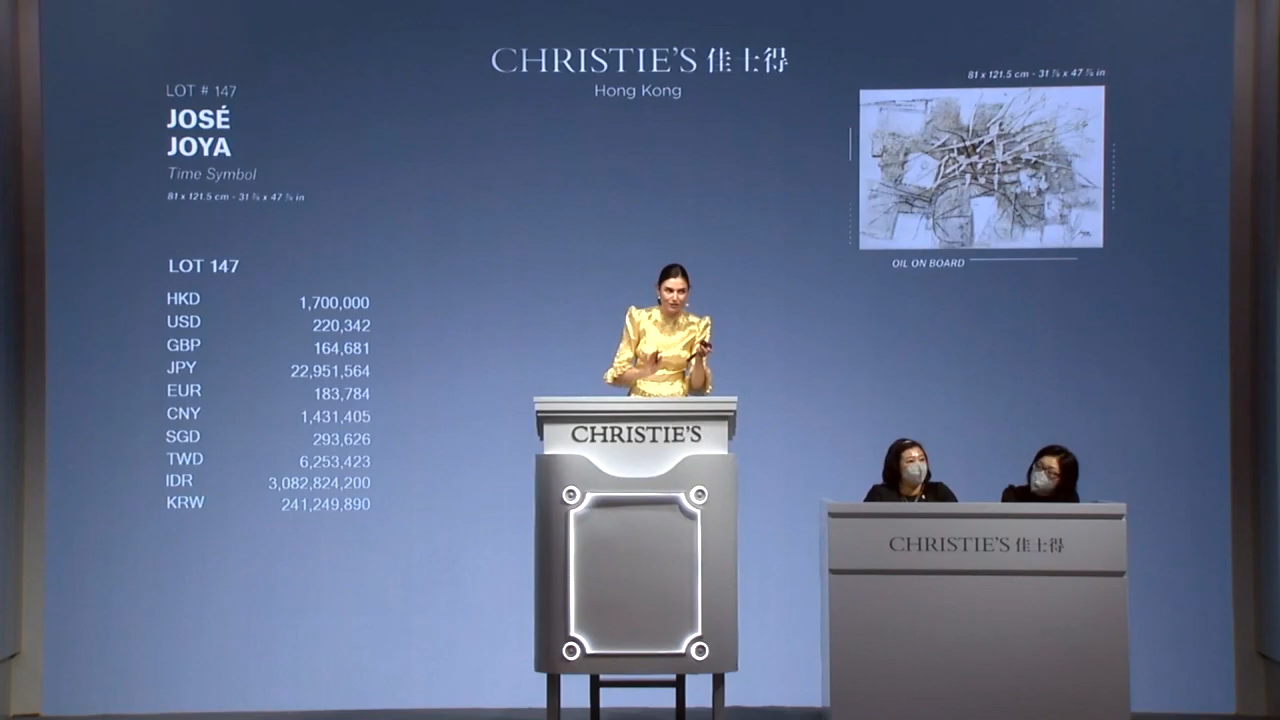 CHRISTIE'S 佳士得
Hong Kong
LOT # 147
JOSÉ
JOYA
Time Symbol
81 x 121.5 cm - 31 ⅞ x 47 ⅞ in
LOT 147
HKD 1,700,000
USD 220,342
GBP 164,681
JPY 22,951,564
EUR 183,784
CNY 1,431,405
SGD 293,626
TWD 6,253,423
IDR 3,082,824,200
KRW 241,249,890
81 x 121.5 cm - 31 ⅞ x 47 ⅞ in
OIL ON BOARD
CHRISTIE'S
CHRISTIE'S 佳士得